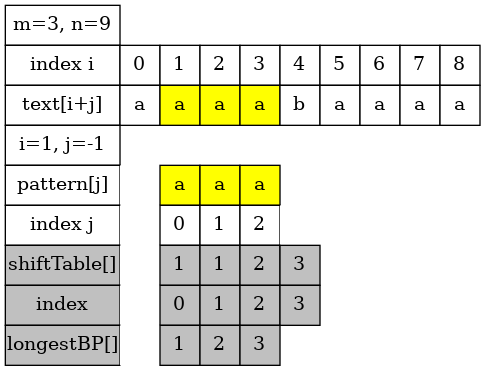 m=3, n=9
index i 0 1 2 3 4 5 6 7 8
text[i+j] a a a a b a a a a
i=1, j=-1
pattern[j] a a a
index j 0 1 2
shiftTable[] 1 1 2 3
index 0 1 2 3
longestBP[] 1 2 3